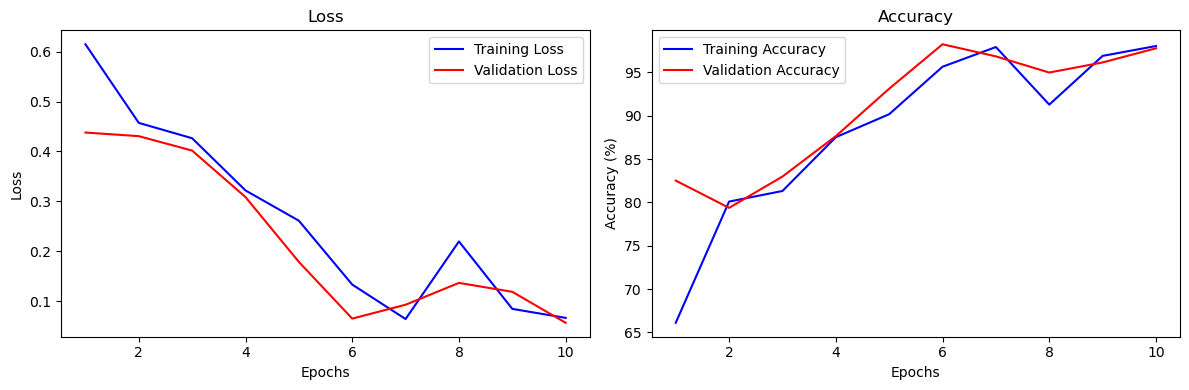 Loss
Training Loss
Validation Loss
0.6
0.5
0.4
0.3
0.2
0.1
Loss
2 4 6 8 10
Epochs
Accuracy
Training Accuracy
Validation Accuracy
95
90
85
80
75
70
65
Accuracy (%)
2 4 6 8 10
Epochs